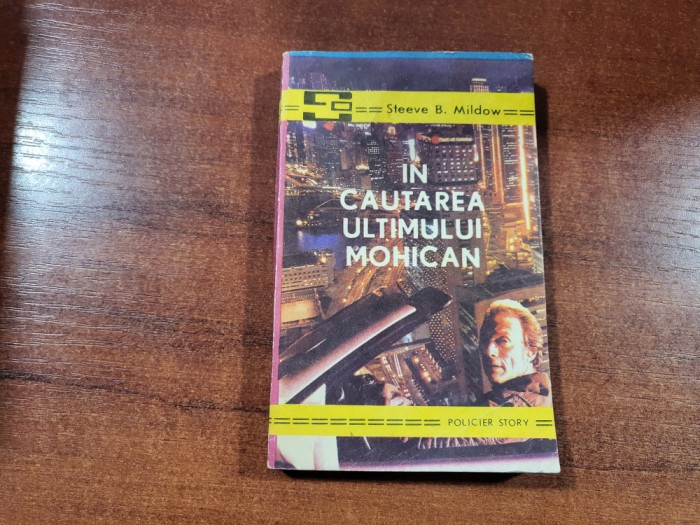 Steeve B. Mildow
IN
CAUTAREA
ULTIMULUI
MOHICAN
POLICIER STORY